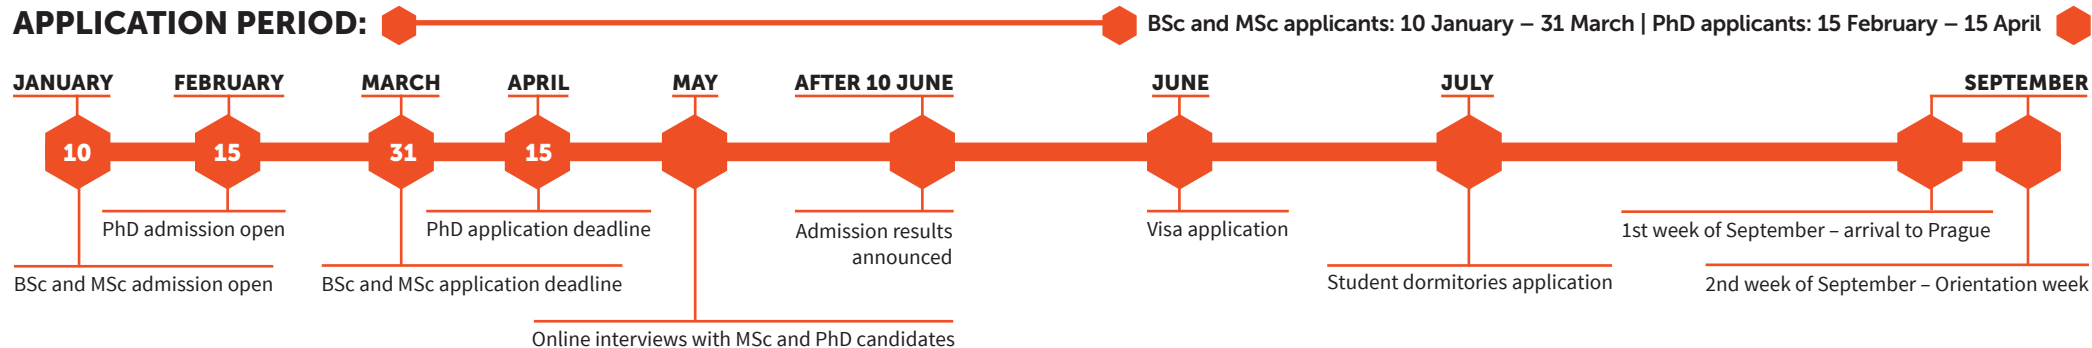 APPLICATION PERIOD:
BSc and MSc applicants: 10 January – 31 March | PhD applicants: 15 February – 15 April
JANUARY
FEBRUARY
MARCH
APRIL
MAY
AFTER 10 JUNE
JUNE
JULY
SEPTEMBER
10
15
31
15
PhD admission open
PhD application deadline
Admission results
announced
Visa application
1st week of September – arrival to Prague
BSc and MSc admission open
BSc and MSc application deadline
Student dormitories application
2nd week of September – Orientation week
Online interviews with MSc and PhD candidates